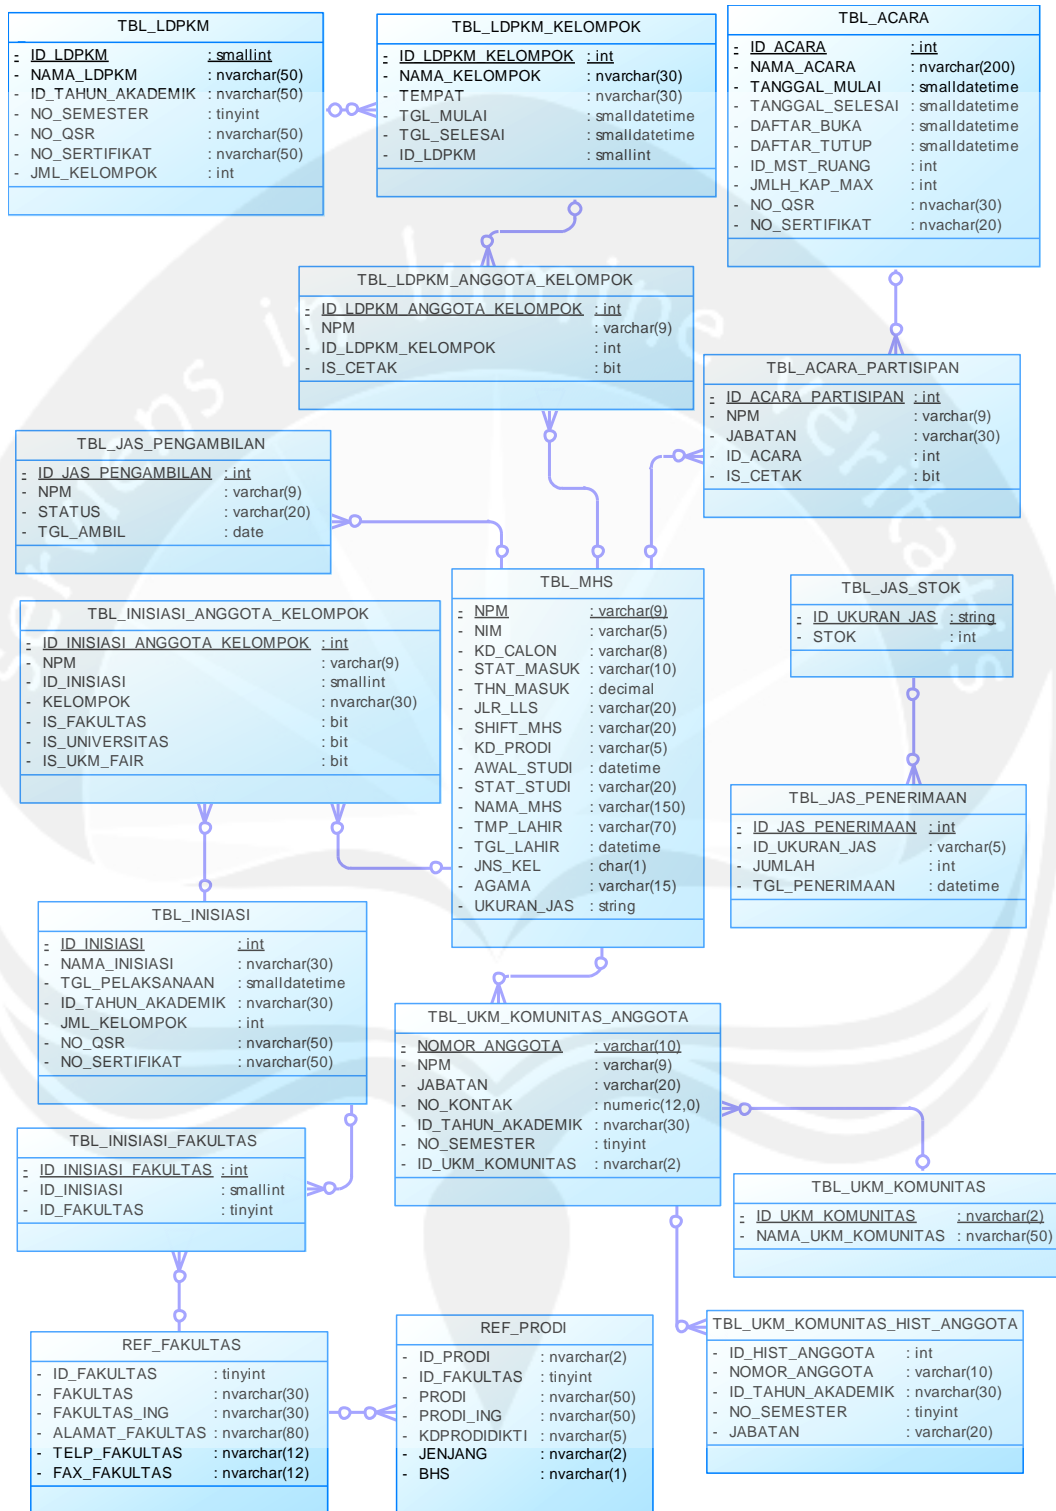 TBL_LDPKM
- ID_LDPKM : smallint
- NAMA_LDPKM : nvarchar(50)
- ID_TAHUN_AKADEMIK : nvarchar(50)
- NO_SEMESTER : tinyint
- NO_QSR : nvarchar(50)
- NO_SERTIFIKAT : nvarchar(50)
- JML_KELOMPOK : int
TBL_LDPKM_KELOMPOK
- ID_LDPKM_KELOMPOK : int
- NAMA_KELOMPOK : nvarchar(30)
- TEMPAT : nvarchar(30)
- TGL_MULAI : smalldatetime
- TGL_SELESAI : smalldatetime
- ID_LDPKM : smallint
TBL_ACARA
- ID_ACARA : int
- NAMA_ACARA : nvarchar(200)
- TANGGAL_MULAI : smalldatetime
- TANGGAL_SELESAI : smalldatetime
- DAFTAR_BUKA : smalldatetime
- DAFTAR_TUTUP : smalldatetime
- ID_MST_RUANG : int
- JMLH_KAP_MAX : int
- NO_QSR : nvachar(30)
- NO_SERTIFIKAT : nvachar(20)
TBL_LDPKM_ANGGOTA_KELOMPOK
- ID_LDPKM_ANGGOTA_KELOMPOK : int
- NPM : varchar(9)
- ID_LDPKM_KELOMPOK : int
- IS_CETAK : bit
TBL_ACARA_PARTISIPAN
- ID_ACARA_PARTISIPAN : int
- NPM : varchar(9)
- JABATAN : varchar(30)
- ID_ACARA : int
- IS_CETAK : bit
TBL_JAS_PENGAMBILAN
- ID_JAS_PENGAMBILAN : int
- NPM : varchar(9)
- STATUS : varchar(20)
- TGL_AMBIL : date
TBL_INISIASI_ANGGOTA_KELOMPOK
- ID_INISIASI_ANGGOTA_KELOMPOK : int
- NPM : varchar(9)
- ID_INISIASI : smallint
- KELOMPOK : nvarchar(30)
- IS_FAKULTAS : bit
- IS_UNIVERSITAS : bit
- IS_UKM_FAIR : bit
TBL_MHS
- NPM : varchar(9)
- NIM : varchar(5)
- KD_CALON : varchar(8)
- STAT_MASUK : varchar(10)
- THN_MASUK : decimal
- JLR_LLS : varchar(20)
- SHIFT_MHS : varchar(20)
- KD_PRODI : varchar(5)
- AWAL_STUDI : datetime
- STAT_STUDI : varchar(20)
- NAMA_MHS : varchar(150)
- TMP_LAHIR : varchar(70)
- TGL_LAHIR : datetime
- JNS_KEL : char(1)
- AGAMA : varchar(15)
- UKURAN_JAS : string
TBL_JAS_STOK
- ID_UKURAN_JAS : string
- STOK : int
TBL_JAS_PENERIMAAN
- ID_JAS_PENERIMAAN : int
- ID_UKURAN_JAS : varchar(5)
- JUMLAH : int
- TGL_PENERIMAAN : datetime
TBL_INISIASI
- ID_INISIASI : int
- NAMA_INISIASI : nvarchar(30)
- TGL_PELAKSANAAN : smalldatetime
- ID_TAHUN_AKADEMIK : nvarchar(30)
- JML_KELOMPOK : int
- NO_QSR : nvarchar(50)
- NO_SERTIFIKAT : nvarchar(50)
TBL_UKM_KOMUNITAS_ANGGOTA
- NOMOR_ANGGOTA : varchar(10)
- NPM : varchar(9)
- JABATAN : varchar(20)
- NO_KONTAK : numeric(12,0)
- ID_TAHUN_AKADEMIK : nvarchar(30)
- NO_SEMESTER : tinyint
- ID_UKM_KOMUNITAS : nvarchar(2)
TBL_INISIASI_FAKULTAS
- ID_INISIASI_FAKULTAS : int
- ID_INISIASI : smallint
- ID_FAKULTAS : tinyint
TBL_UKM_KOMUNITAS
- ID_UKM_KOMUNITAS : nvarchar(2)
- NAMA_UKM_KOMUNITAS : nvarchar(50)
REF_FAKULTAS
- ID_FAKULTAS : tinyint
- FAKULTAS : nvarchar(30)
- FAKULTAS_ING : nvarchar(30)
- ALAMAT_FAKULTAS : nvarchar(80)
- TELP_FAKULTAS : nvarchar(12)
- FAX_FAKULTAS : nvarchar(12)
REF_PRODI
- ID_PRODI : nvarchar(2)
- ID_FAKULTAS : tinyint
- PRODI : nvarchar(50)
- PRODI_ING : nvarchar(50)
- KDPRODIDIKTI : nvarchar(5)
- JENJANG : nvarchar(2)
- BHS : nvarchar(1)
TBL_UKM_KOMUNITAS_HIST_ANGGOTA
- ID_HIST_ANGGOTA : int
- NOMOR_ANGGOTA : varchar(10)
- ID_TAHUN_AKADEMIK : nvarchar(30)
- NO_SEMESTER : tinyint
- JABATAN : varchar(20)
serviens in lumine veritatis